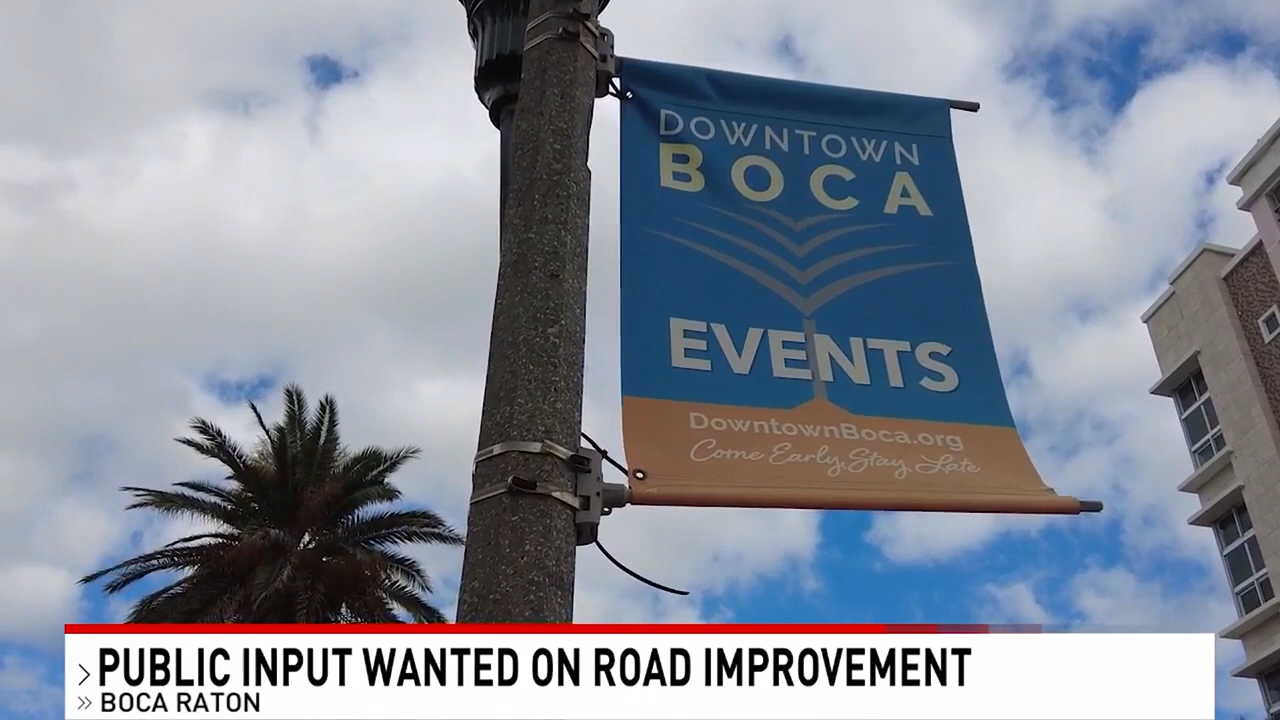 DOWNTOWN
BOCA
EVENTS
DowntownBoca.org
Come Early, Stay Late
PUBLIC INPUT WANTED ON ROAD IMPROVEMENT
BOCA RATON